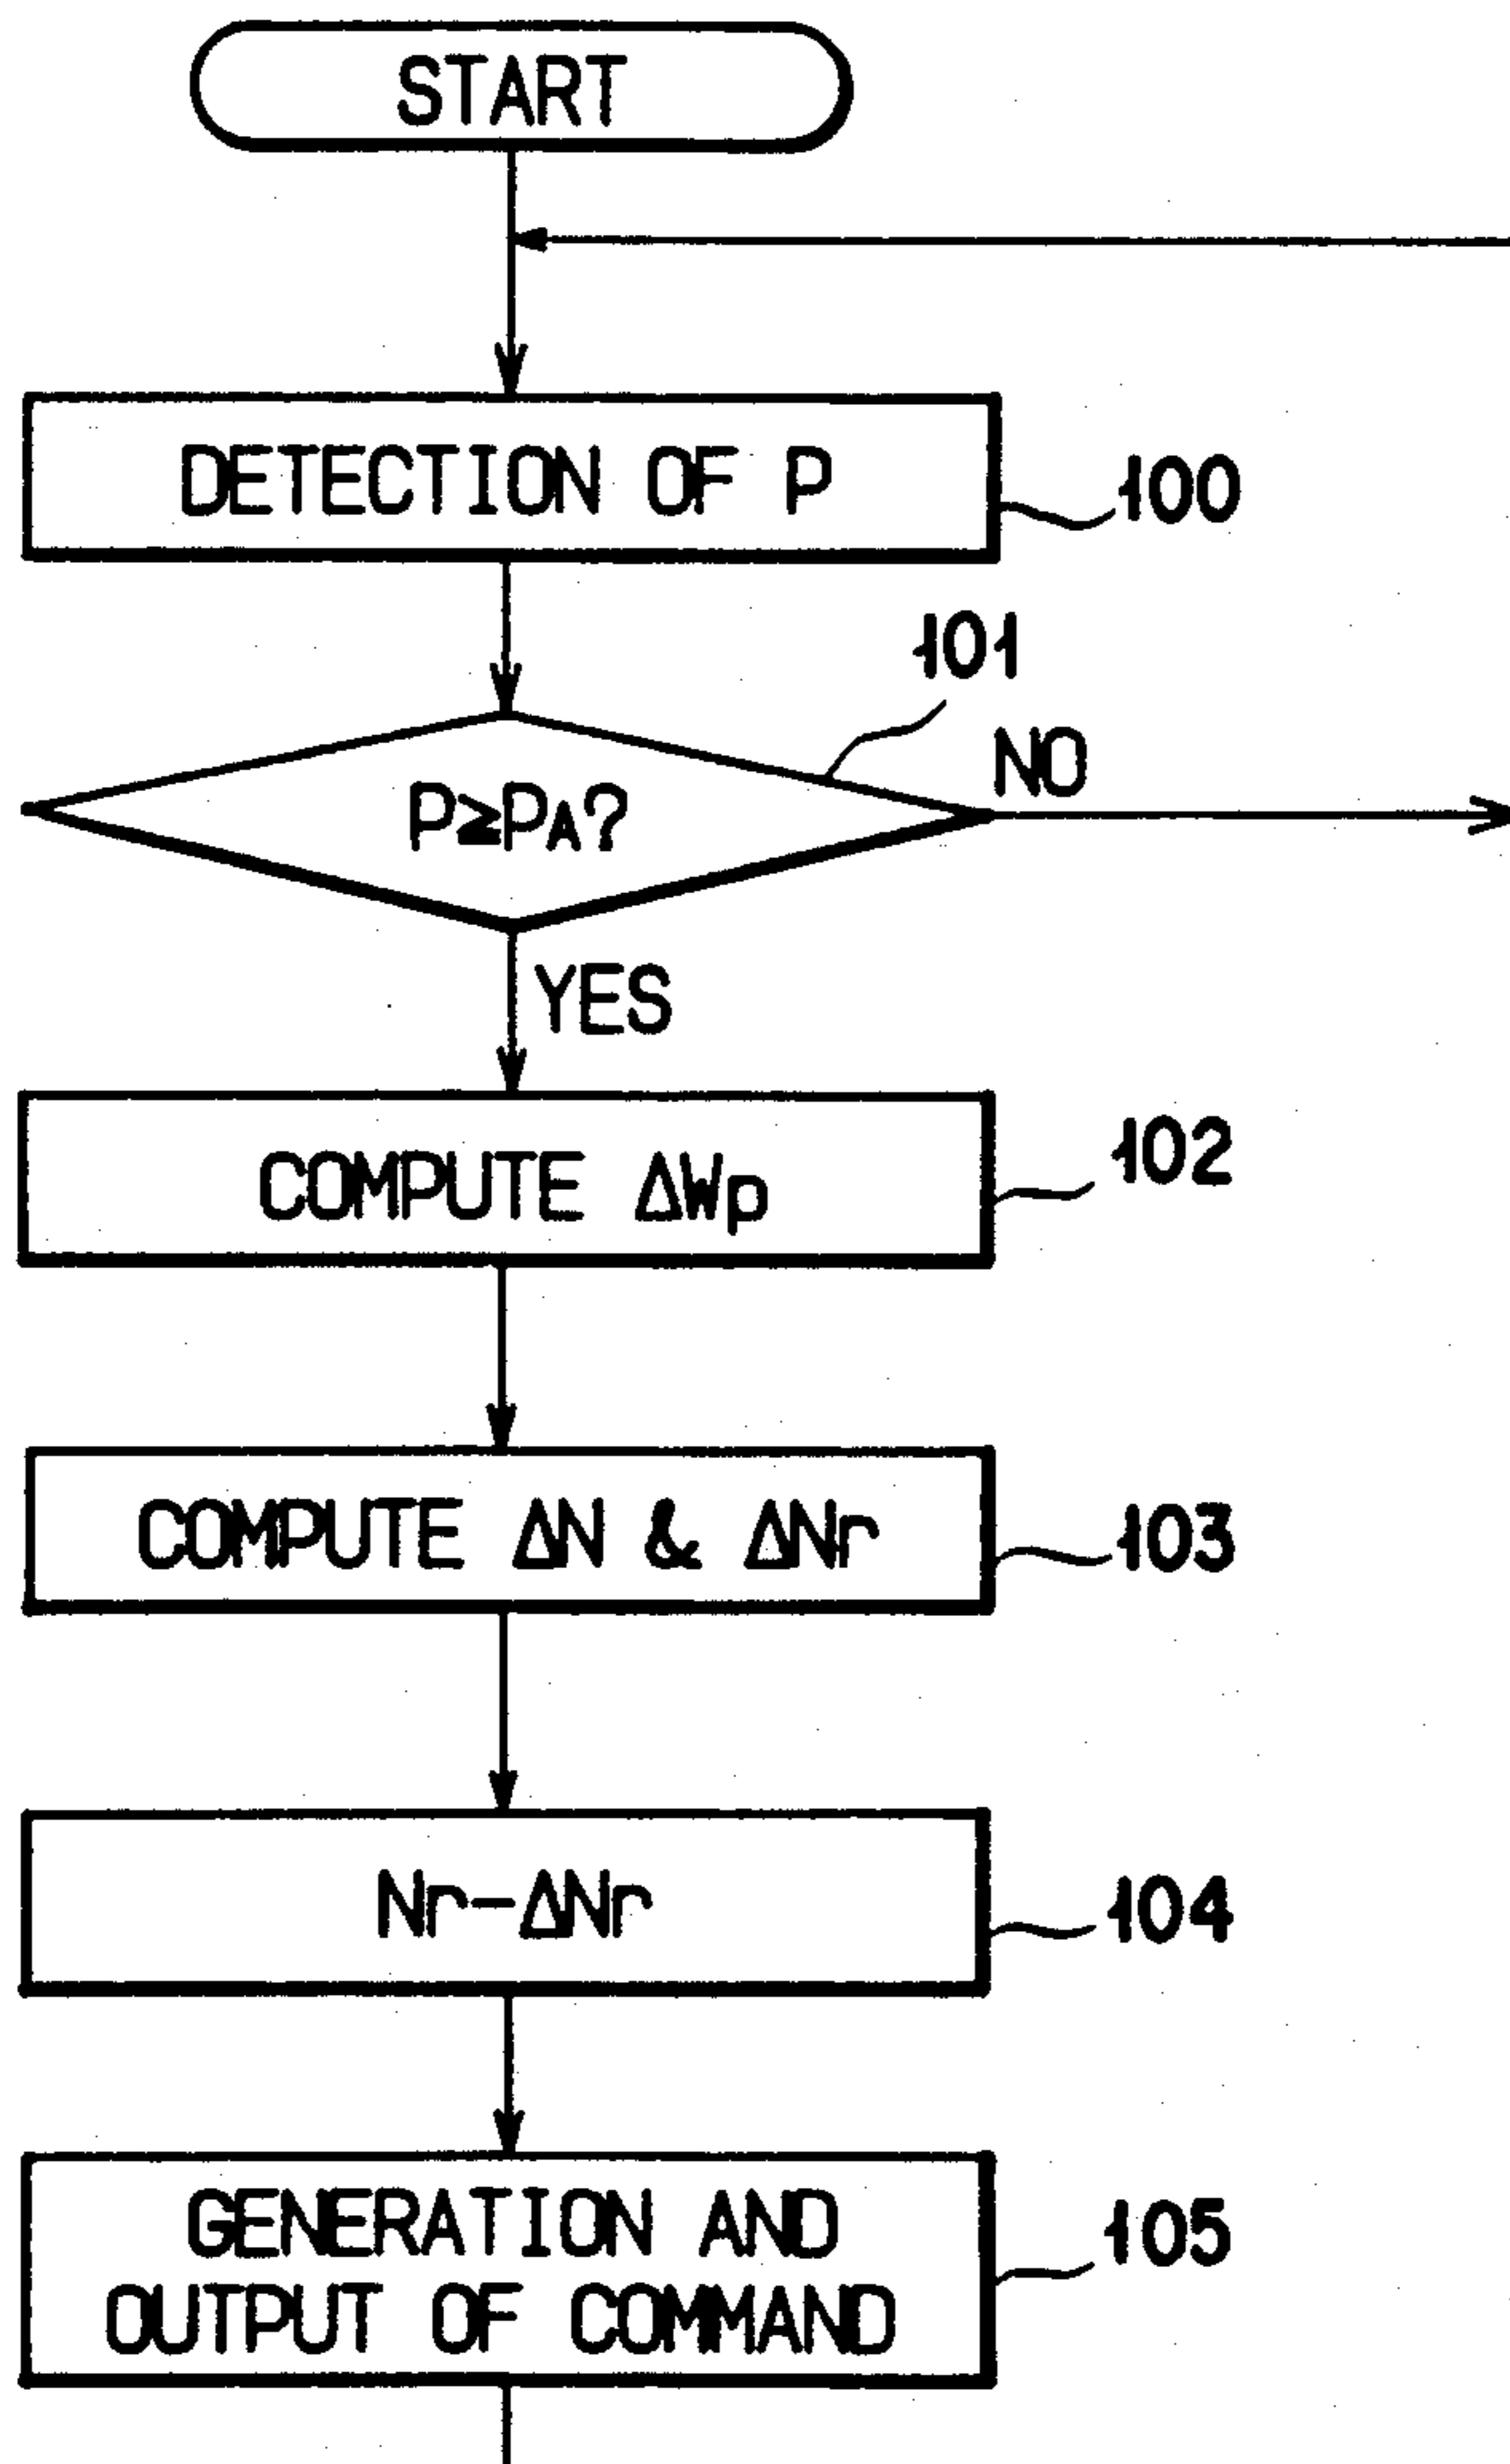 START
DETECTION OF P
100
101
NO
P≧PA?
YES
COMPUTE ΔWp
102
COMPUTE ΔN & ΔNr
103
Nr-ΔNr
104
GENERATION AND
OUTPUT OF COMMAND
105